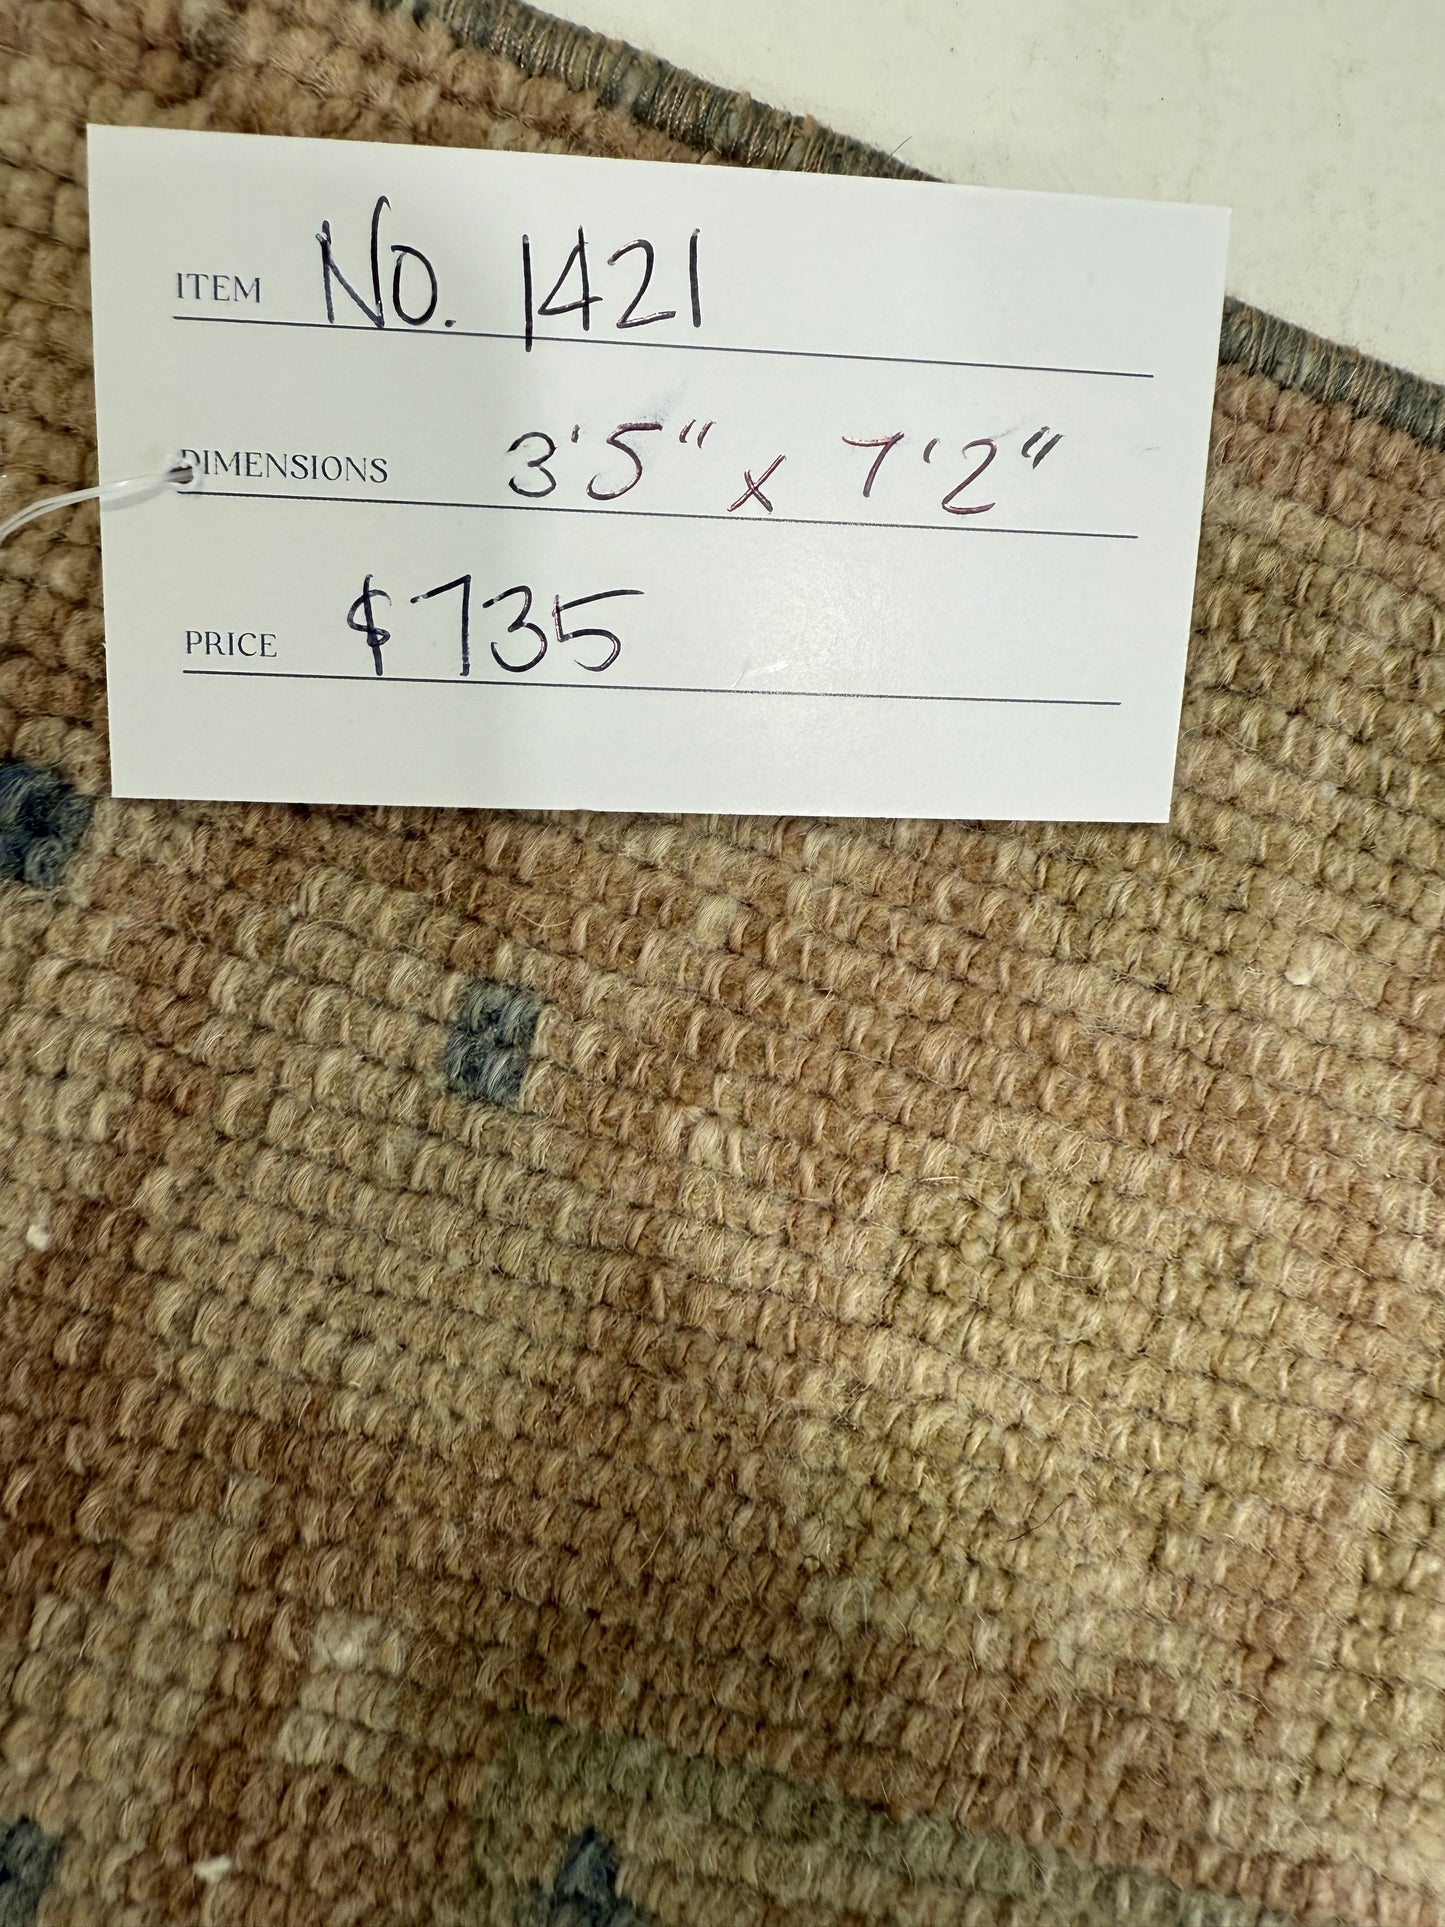 ITEM No. 1421
DIMENSIONS 3'5" x 7'2"
PRICE $735